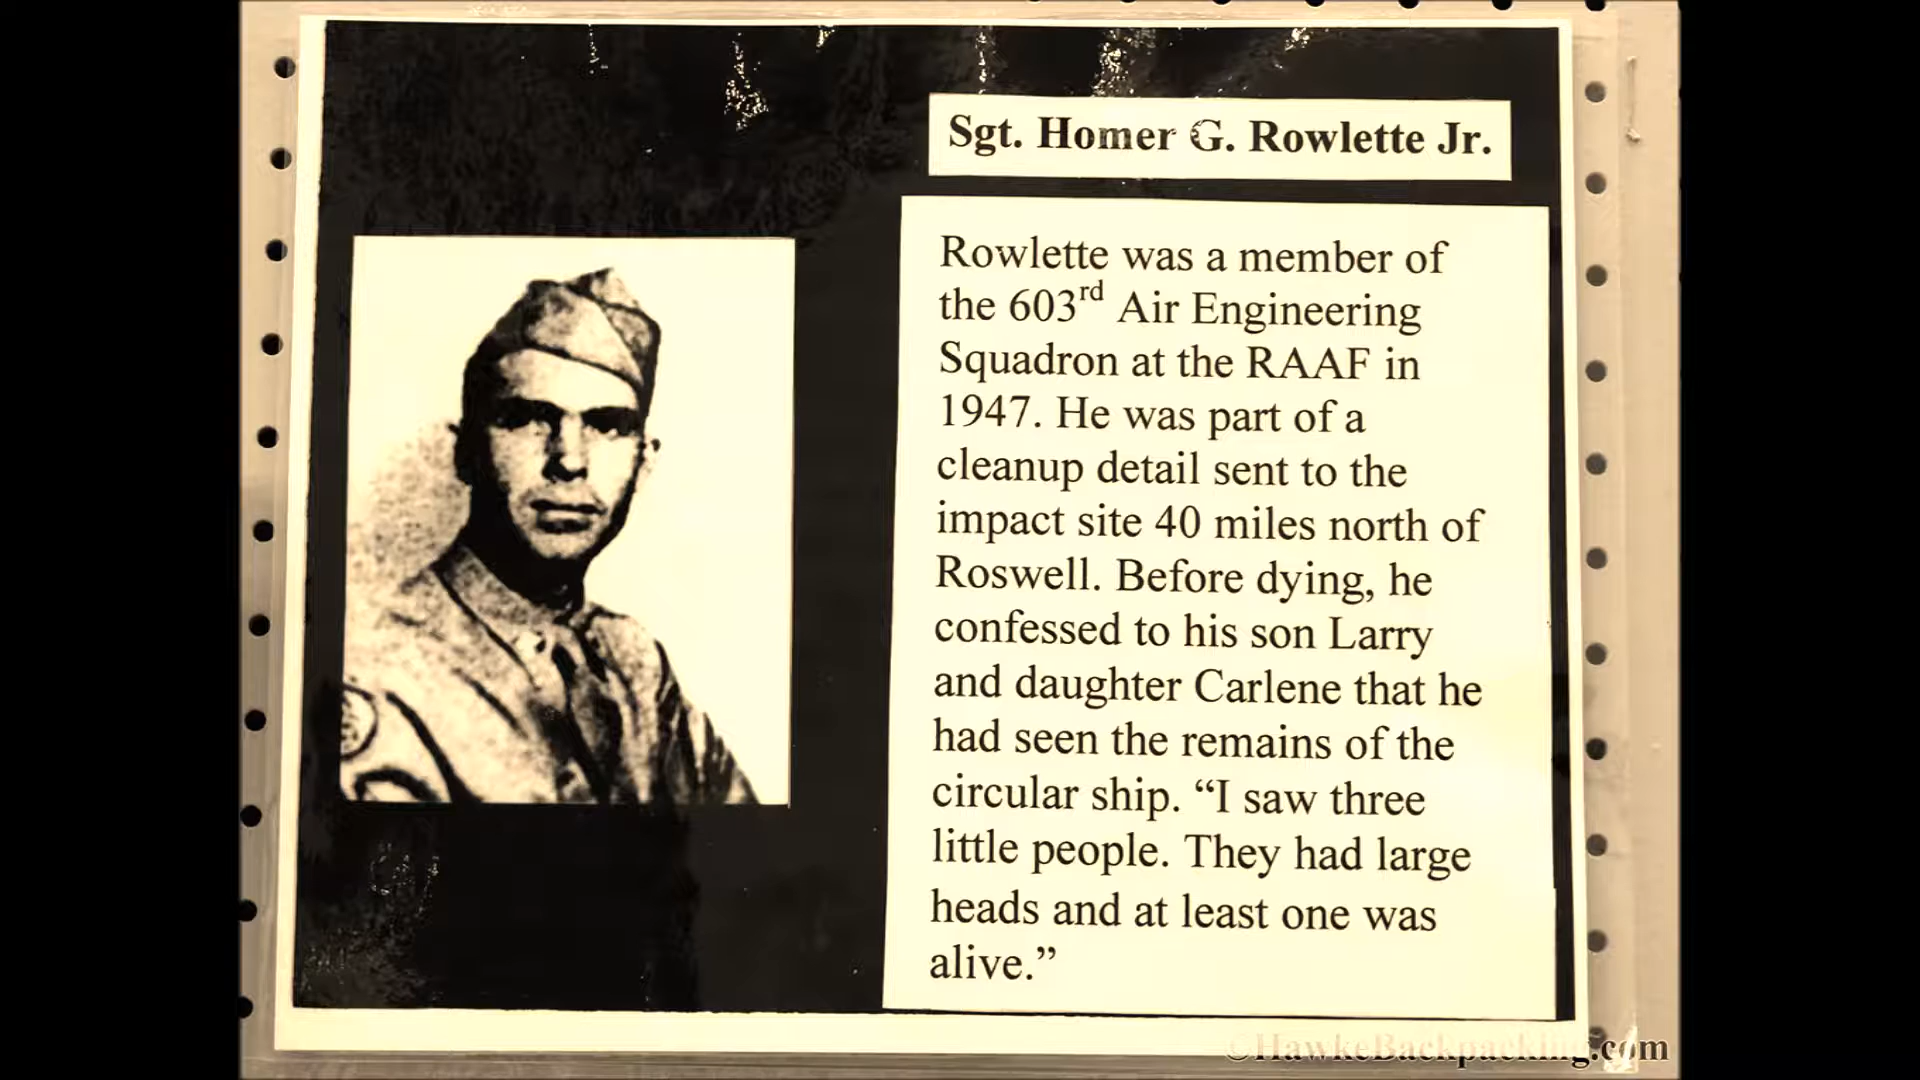 Sgt. Homer G. Rowlette Jr.
Rowlette was a member of
the 603rd Air Engineering
Squadron at the RAAF in
1947. He was part of a
cleanup detail sent to the
impact site 40 miles north of
Roswell. Before dying, he
confessed to his son Larry
and daughter Carlene that he
had seen the remains of the
circular ship. “I saw three
little people. They had large
heads and at least one was
alive.”
©HawkeBackpacking.com